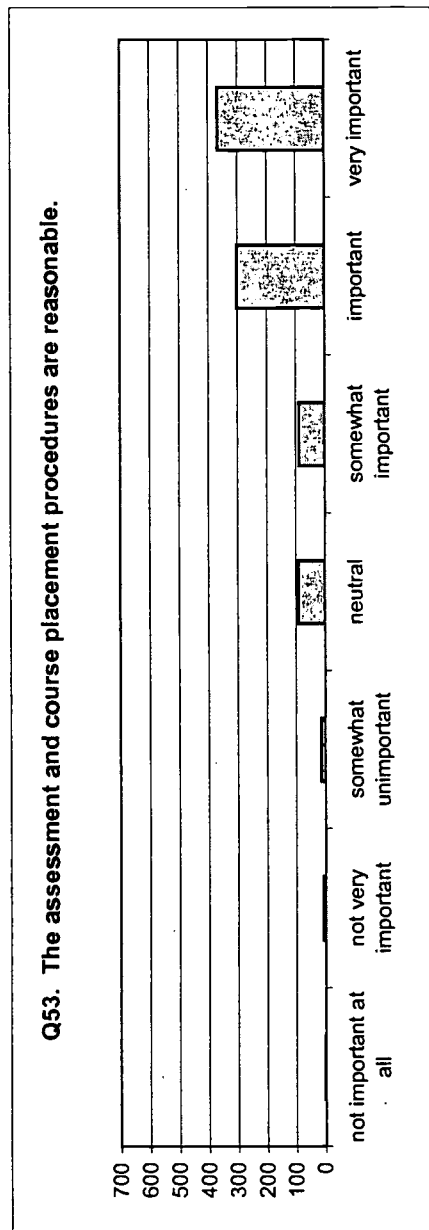 Q53. The assessment and course placement procedures are reasonable.
700
600
500
400
300
200
100
0
not important at
all
not very
important
somewhat
unimportant
neutral
somewhat
important
important
very important